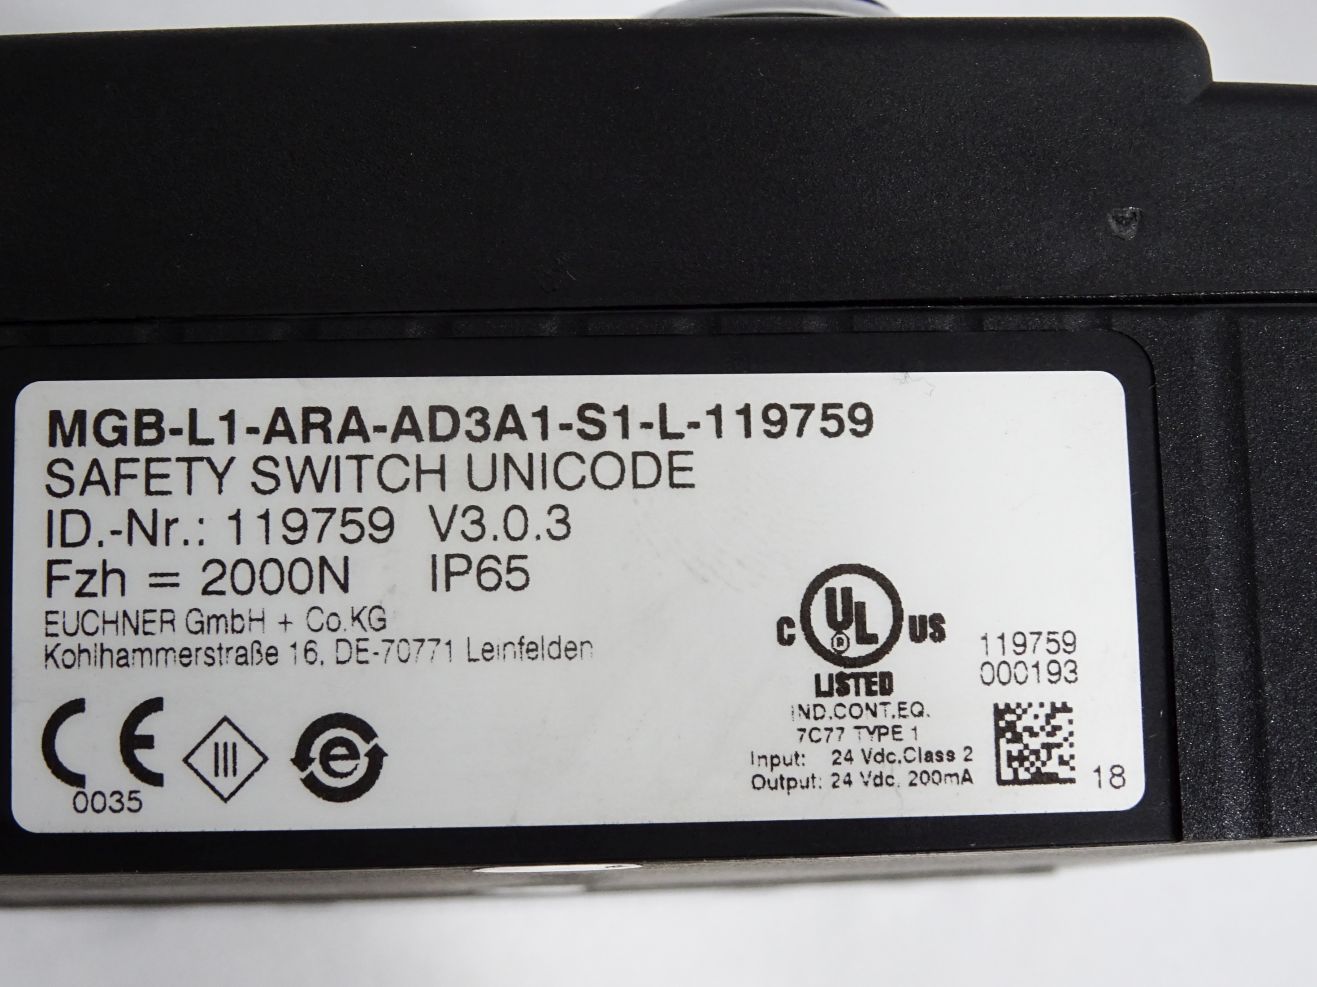 MGB-L1-ARA-AD3A1-S1-L-119759
SAFETY SWITCH UNICODE
ID.-Nr.: 119759 V3.0.3
Fzh = 2000N IP65
EUCHNER GmbH + Co.KG
Kohlhammerstraße 16, DE-70771 Leinfelden
CE
0035
III
e
C UL US
®
LISTED
IND.CONT.EQ.
7C77 TYPE 1
Input: 24 Vdc.Class 2
Output: 24 Vdc, 200mA
119759
000193
18